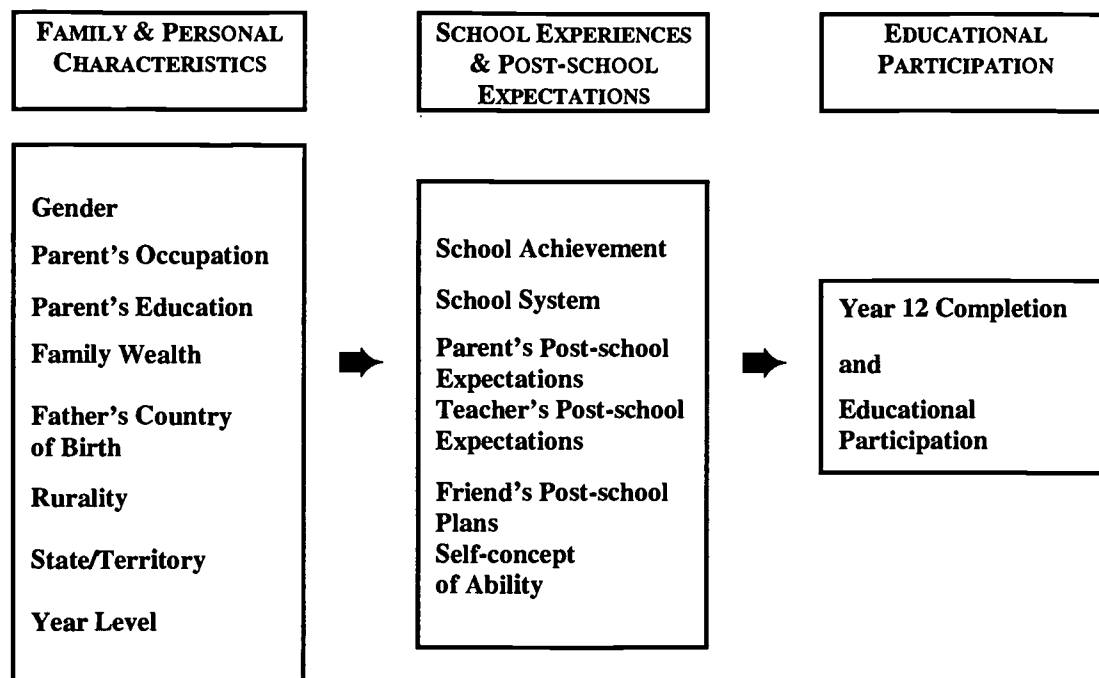 FAMILY & PERSONAL
CHARACTERISTICS
SCHOOL EXPERIENCES
& POST-SCHOOL
EXPECTATIONS
EDUCATIONAL
PARTICIPATION
Gender
Parent's Occupation
Parent's Education
Family Wealth
Father's Country
of Birth
Rurality
State/Territory
Year Level
School Achievement
School System
Parent's Post-school
Expectations
Teacher's Post-school
Expectations
Friend's Post-school
Plans
Self-concept
of Ability
Year 12 Completion
and
Educational
Participation